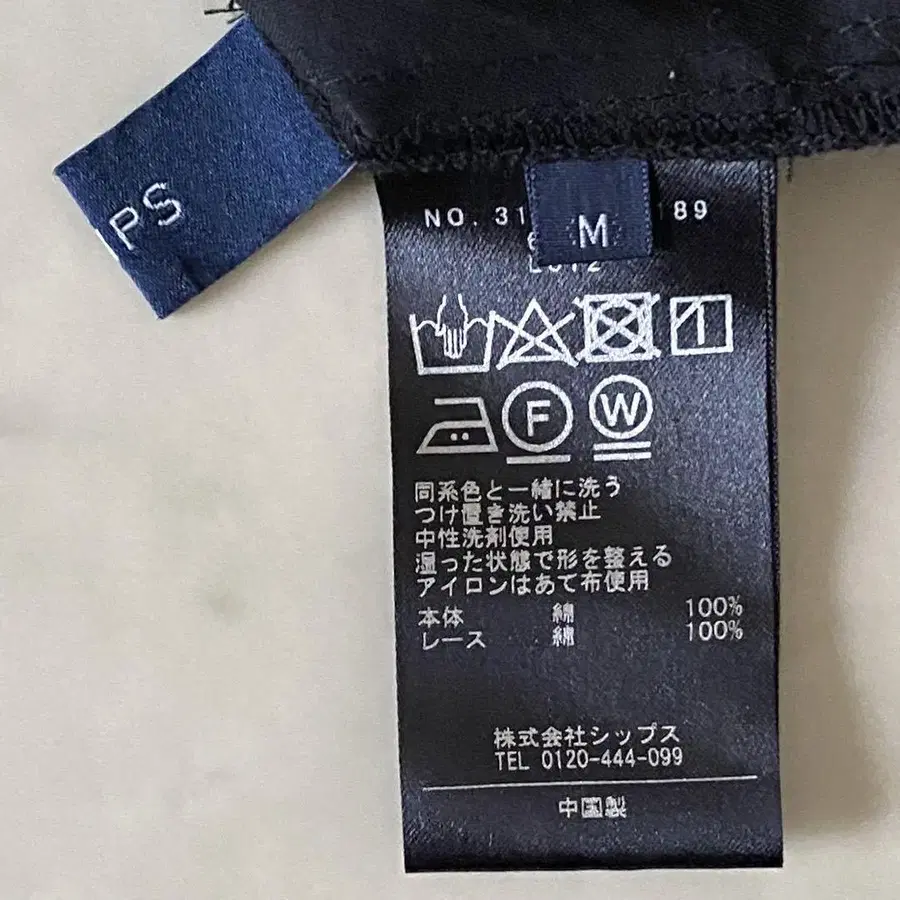 PS
NO. 31 189
M
F W
同系色と一緒に洗う
つけ置き洗い禁止
中性洗剤使用
湿った状態で形を整える
アイロンはあて布使用
本体 綿 100%
レース 綿 100%
株式会社シップス
TEL 0120-444-099
中国製